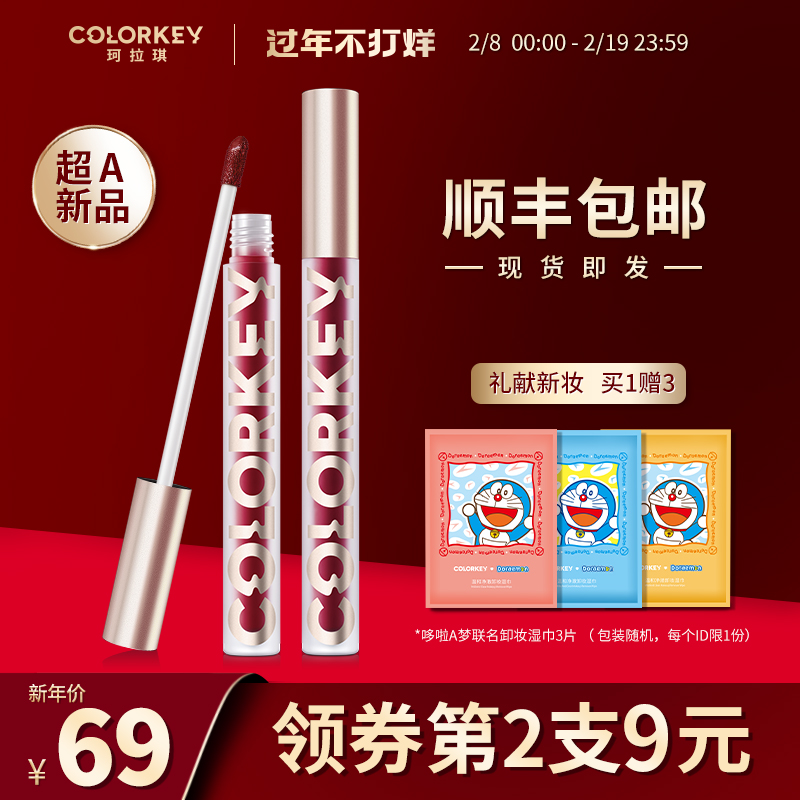 COLORKEY
珂拉琪
过年不打烊
2/8 00:00 - 2/19 23:59
超A
新品
顺丰包邮
现货即发
礼献新妆 买1赠3
COLORKEY
COLORKEY
Doraemon
COLORKEY × DORAEMON
COLORKEY × DORAEMON
DORAEMON
*哆啦A梦联名卸妆湿巾3片 （ 包装随机，每个ID限1份）
新年价
¥69
领券第2支9元